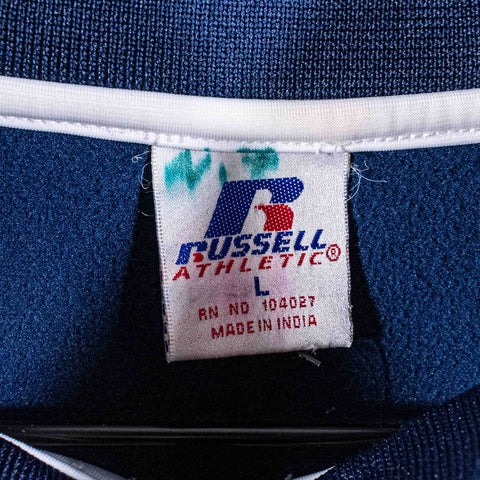 R
RUSSELL
ATHLETIC®
L
RN NO 104027
MADE IN INDIA